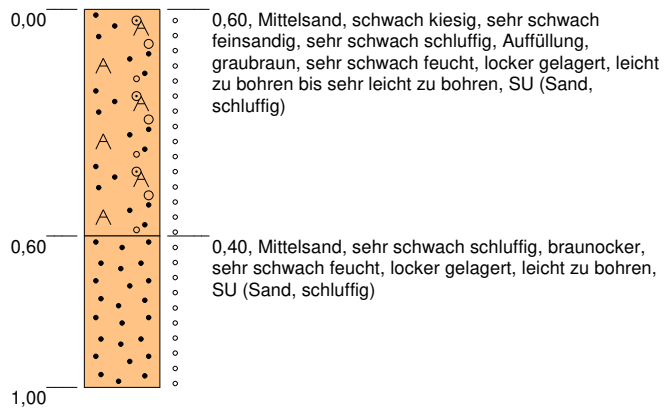 0,00
0,60, Mittelsand, schwach kiesig, sehr schwach
feinsandig, sehr schwach schluffig, Auffüllung,
graubraun, sehr schwach feucht, locker gelagert, leicht
zu bohren bis sehr leicht zu bohren, SU (Sand,
schluffig)
A
A
A
A
A
A
0,60
0,40, Mittelsand, sehr schwach schluffig, braunocker,
sehr schwach feucht, locker gelagert, leicht zu bohren,
SU (Sand, schluffig)
1,00